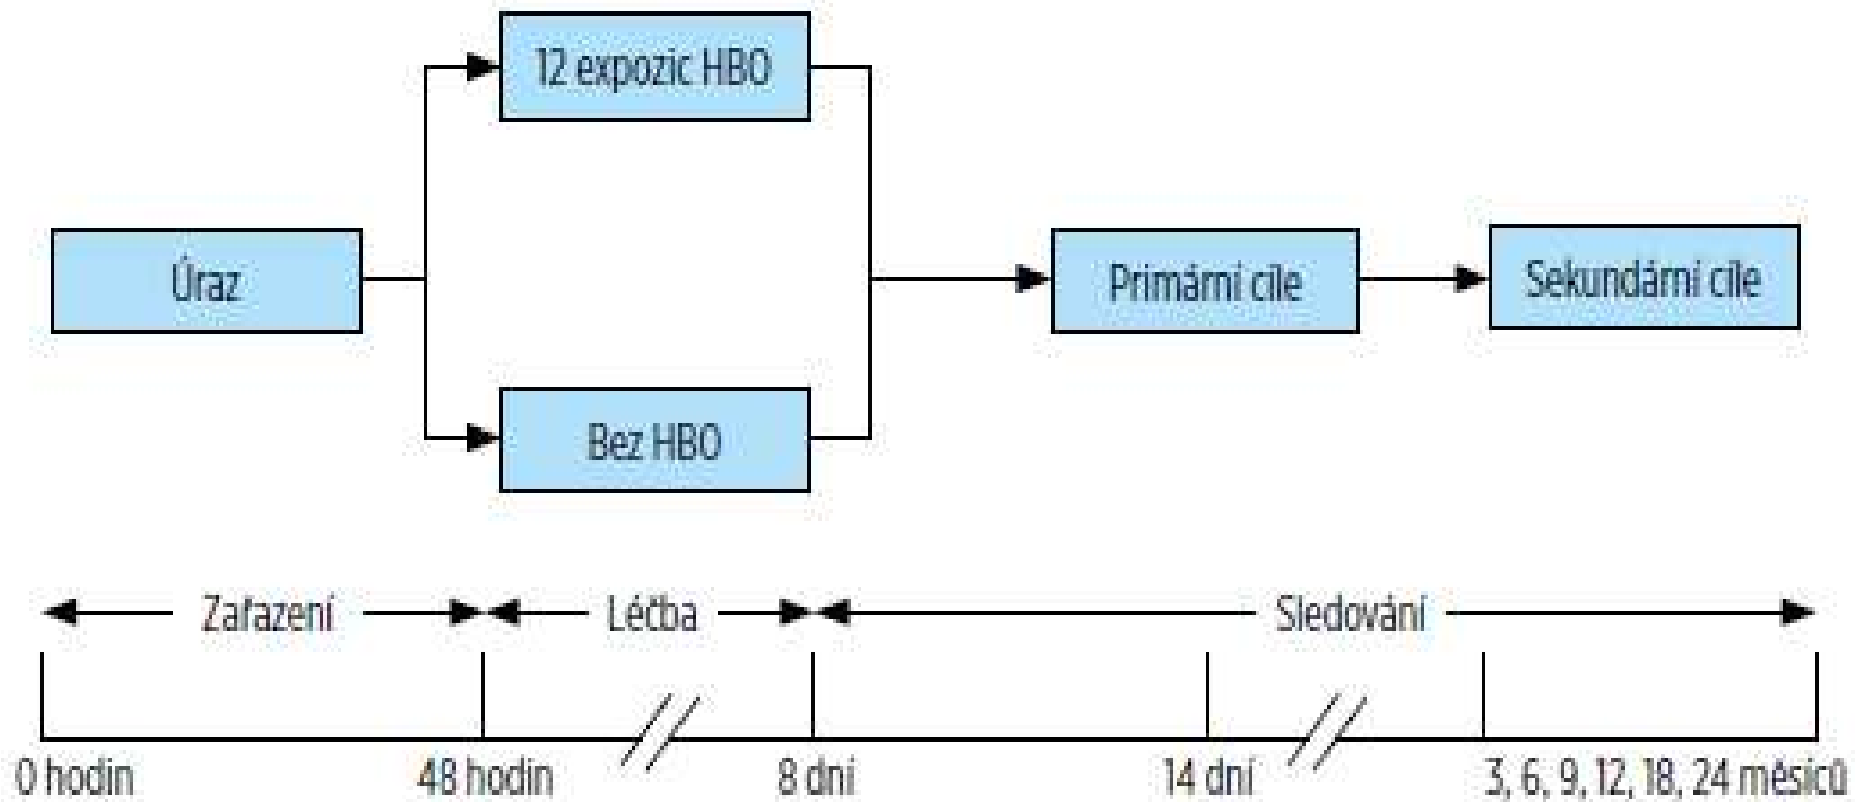 12 expozic HBO
Úraz
Primární cíle
Sekundární cíle
Bez HBO
Zařazení
Léčba
Sledování
0 hodin
48 hodin
8 dní
14 dní
3, 6, 9, 12, 18, 24 měsíců